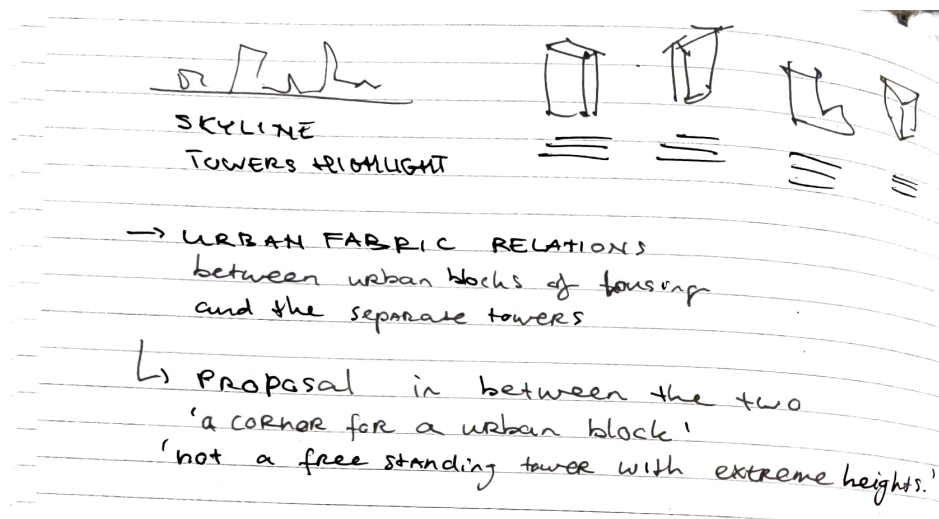 SKYLINE
TOWERS HIGHLIGHT
→ URBAN FABRIC RELATIONS
between urban blocks of housing
and the separate towers
↳ PROPOSAL in between the two
'a corner for a urban block'
'not a free standing tower with extreme heights.'